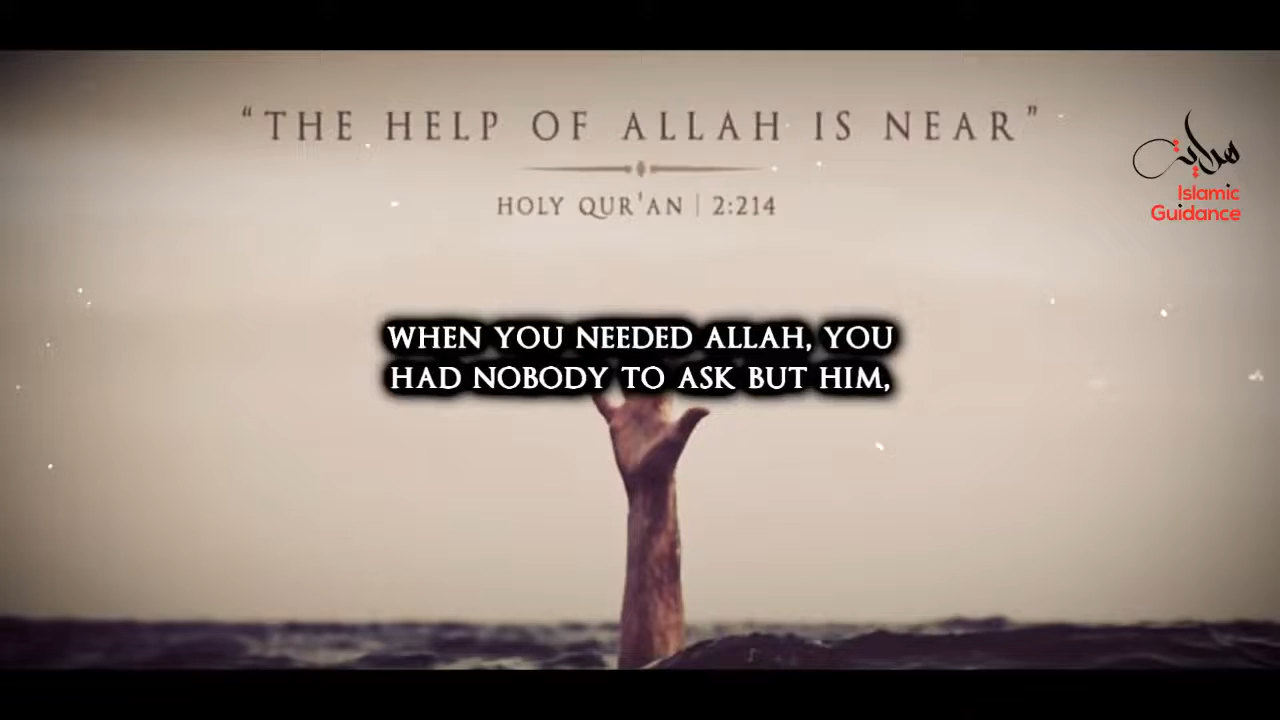 "THE HELP OF ALLAH IS NEAR"
HOLY QUR'AN | 2:214
هداية
Islamic
Guidance
WHEN YOU NEEDED ALLAH, YOU
HAD NOBODY TO ASK BUT HIM,